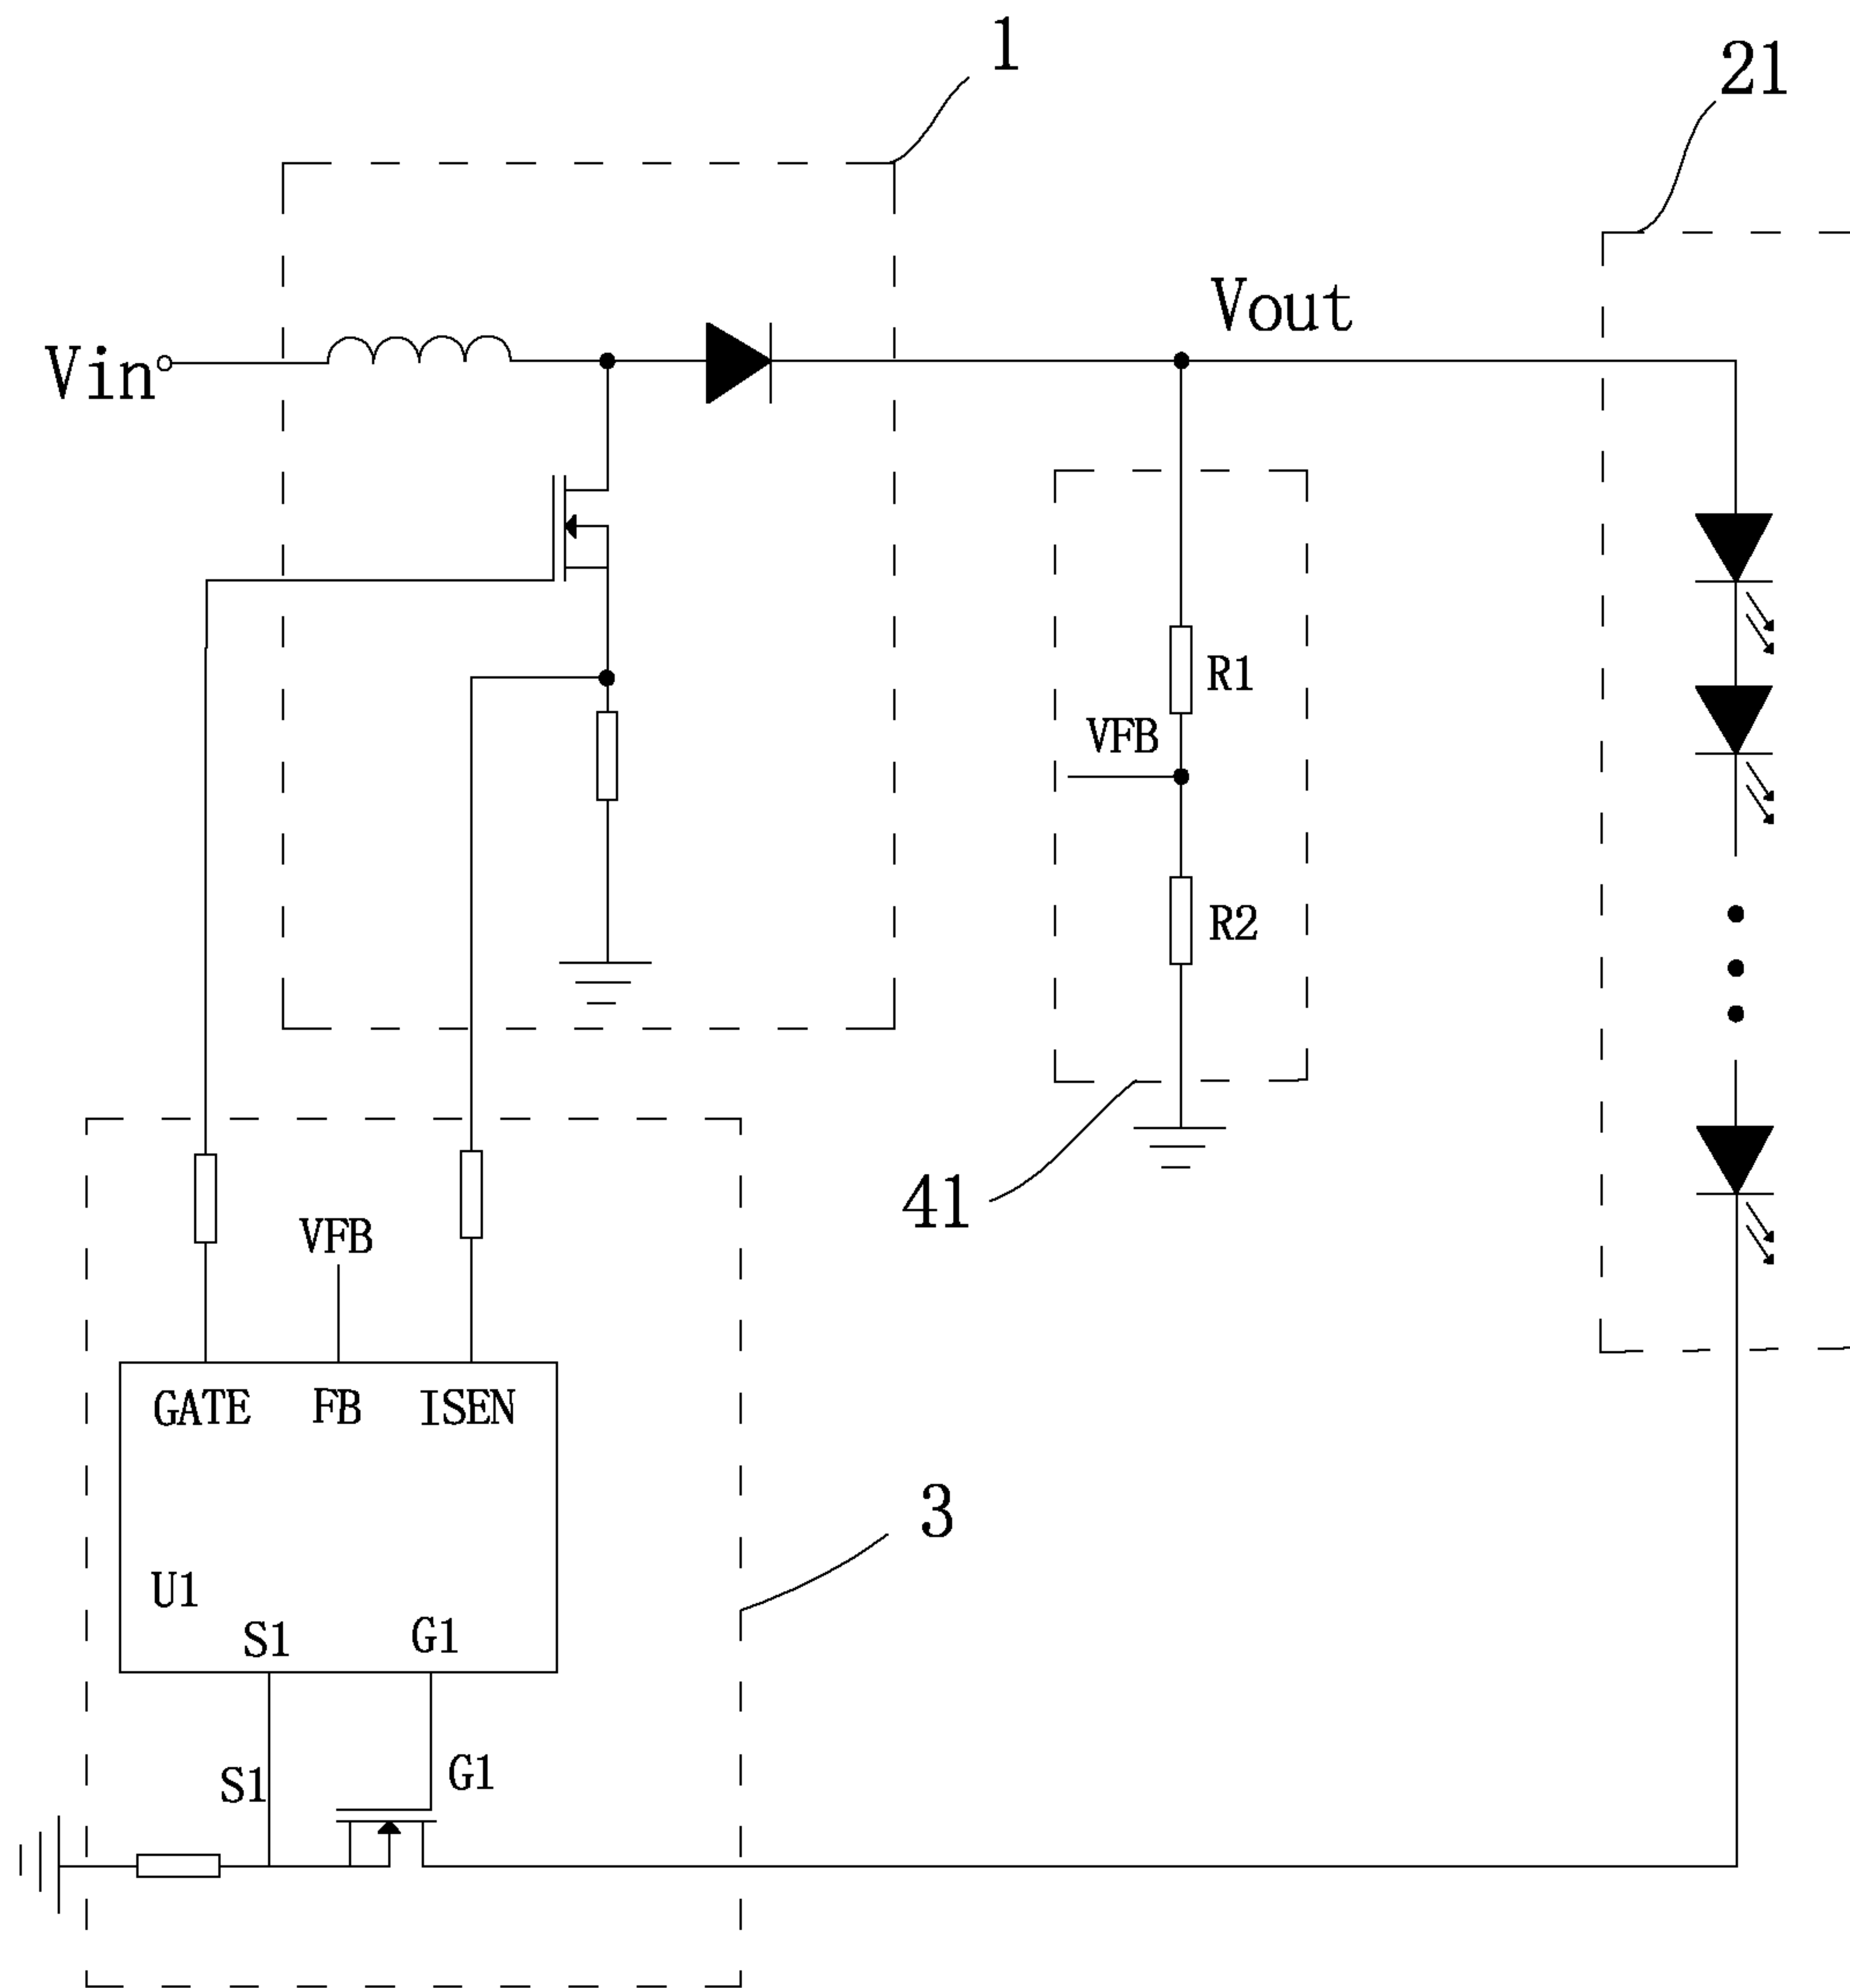 1
21
Vin
Vout
R1
VFB
R2
41
VFB
GATE FB ISEN
3
U1
S1 G1
S1 G1